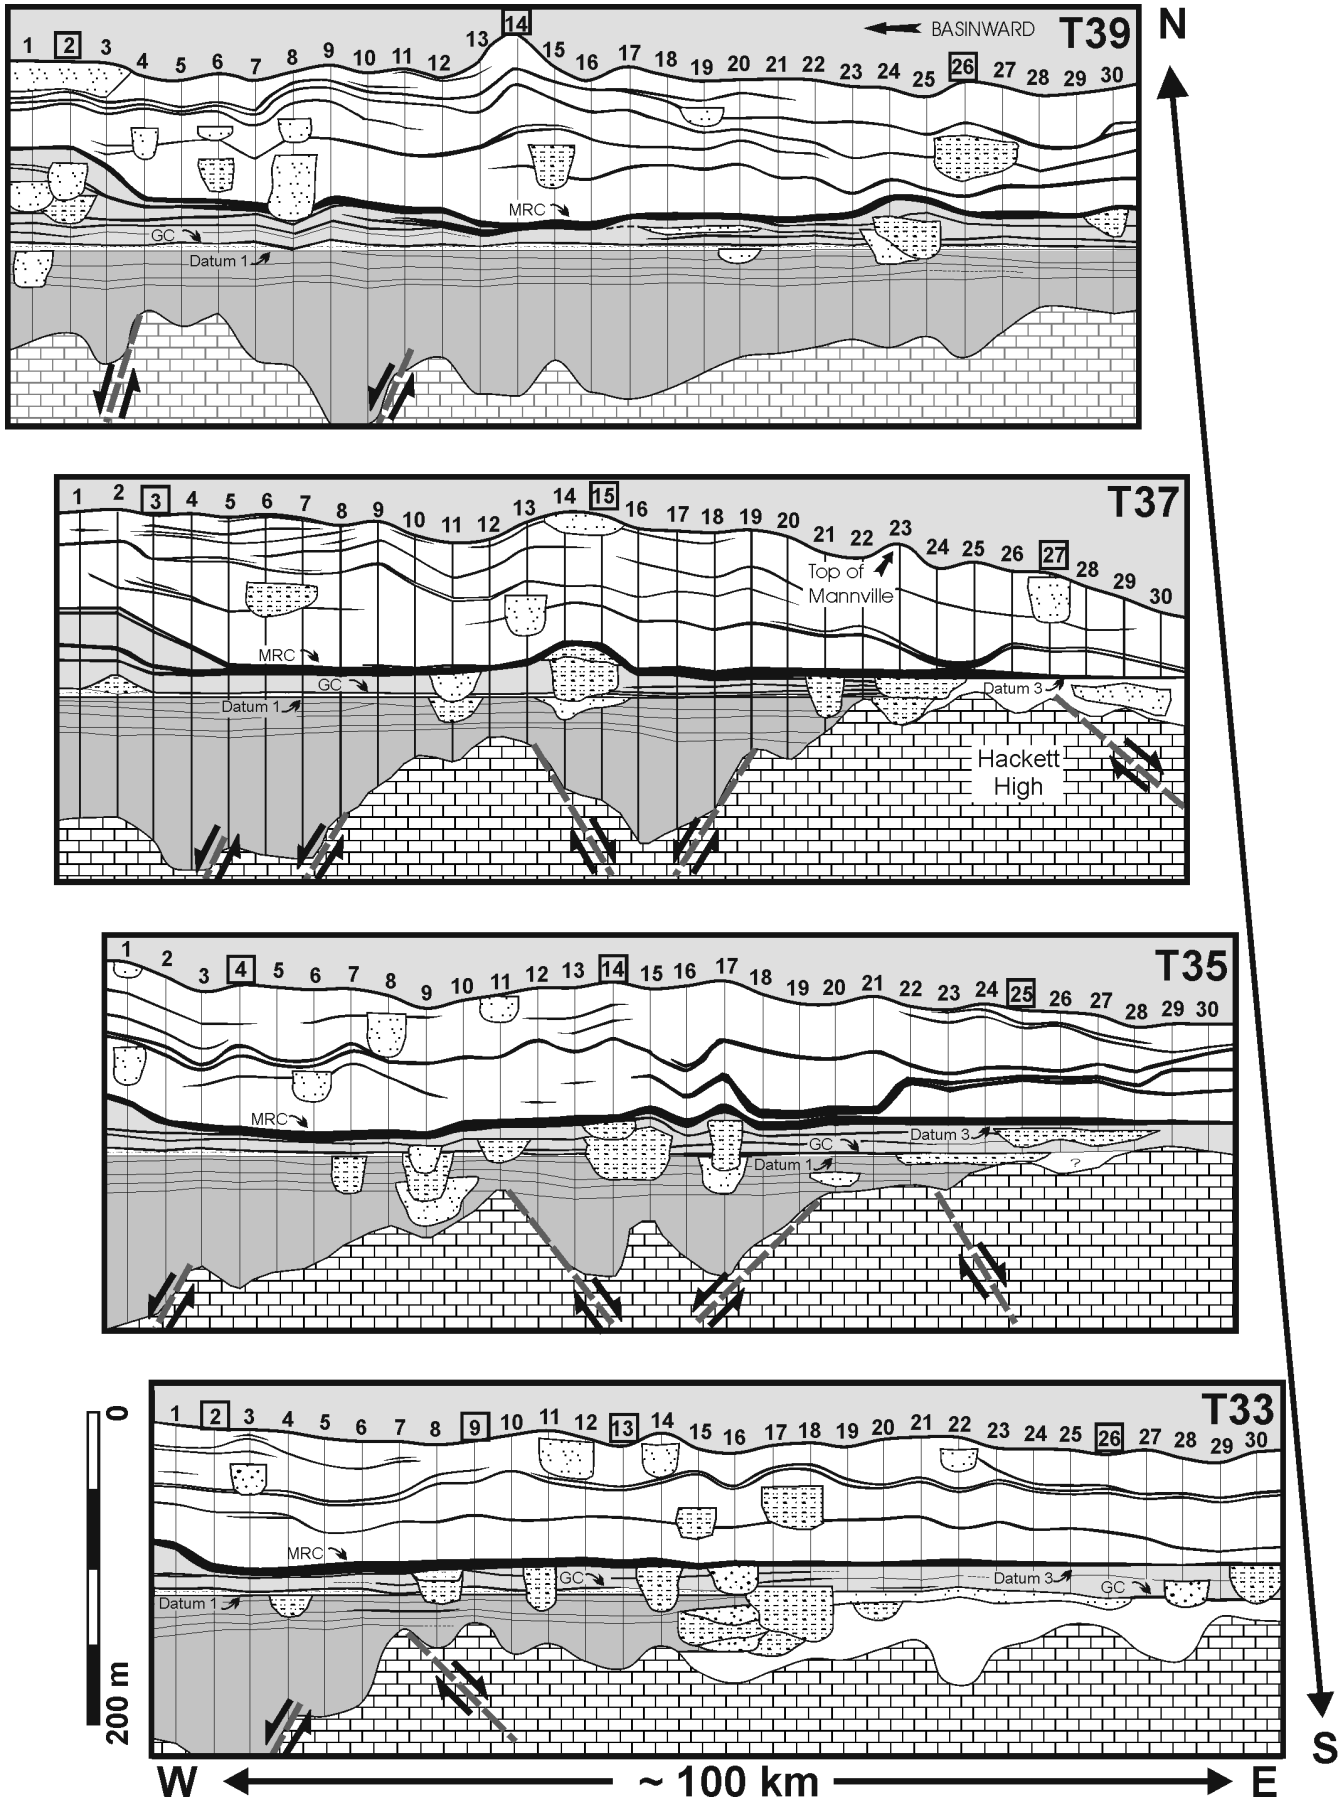 BASINWARD T39 N
1 2 3 4 5 6 7 8 9 10 11 12 13 14 15 16 17 18 19 20 21 22 23 24 25 26 27 28 29 30
MRC
GC
Datum 1
T37
1 2 3 4 5 6 7 8 9 10 11 12 13 14 15 16 17 18 19 20 21 22 23 24 25 26 27 28 29 30
Top of
Mannville
MRC
GC
Datum 3
Datum 1
Hackett
High
T35
1 2 3 4 5 6 7 8 9 10 11 12 13 14 15 16 17 18 19 20 21 22 23 24 25 26 27 28 29 30
MRC
Datum 3
GC
Datum 1
?
T33
1 2 3 4 5 6 7 8 9 10 11 12 13 14 15 16 17 18 19 20 21 22 23 24 25 26 27 28 29 30
MRC
GC
Datum 3
GC
Datum 1
0
200 m
S
W ~ 100 km E